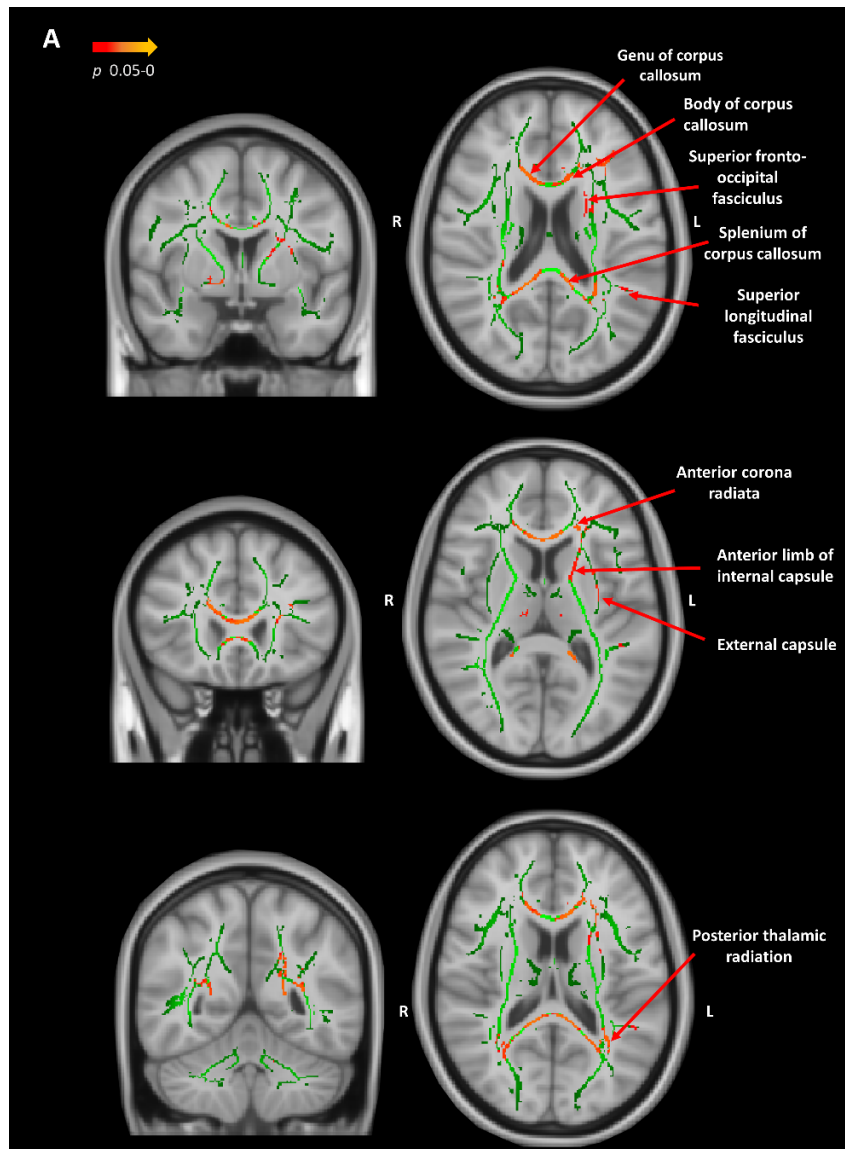 A
p 0.05-0
Genu of corpus
callosum
Body of corpus
callosum
Superior fronto-
occipital
fasciculus
R
L
Splenium of
corpus callosum
Superior
longitudinal
fasciculus
Anterior corona
radiata
Anterior limb of
internal capsule
R
L
External capsule
Posterior thalamic
radiation
R
L